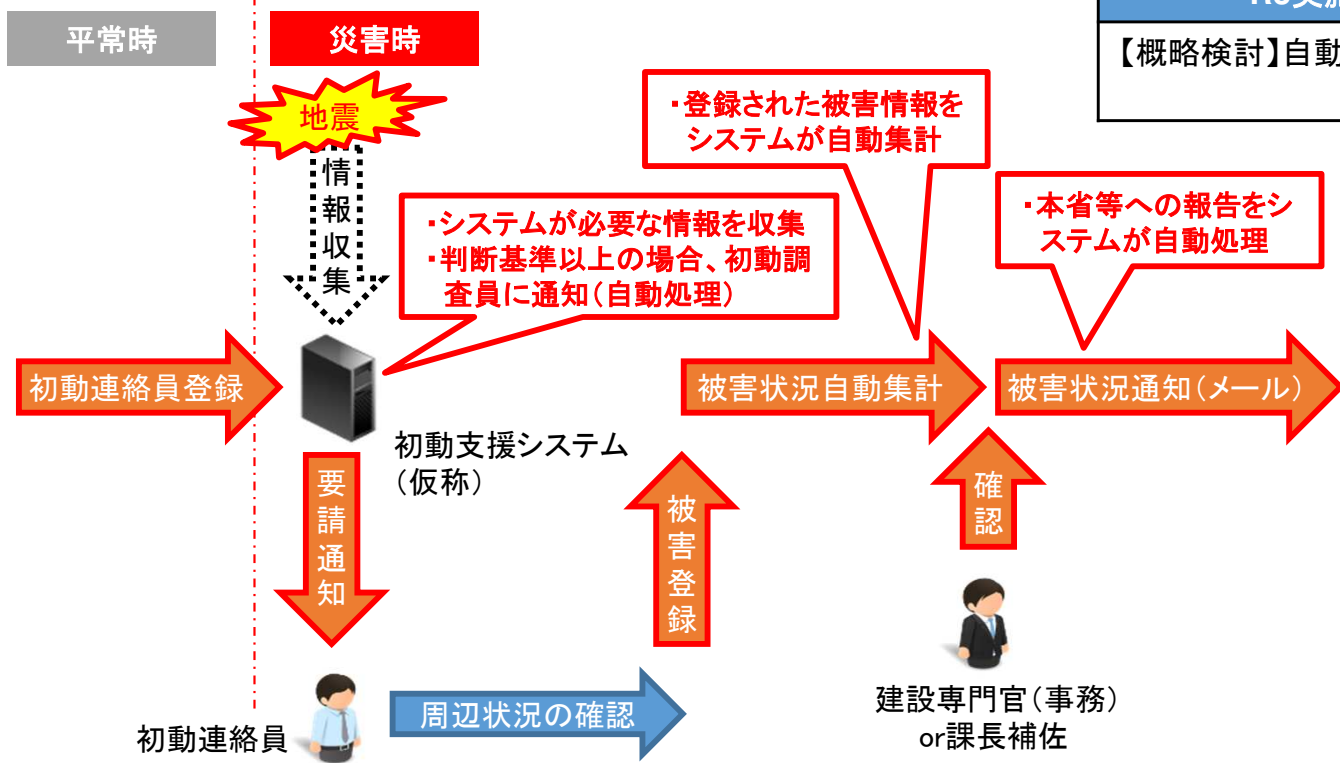 平常時
災害時
【概略検討】自動
地震
情報収集
・登録された被害情報を
システムが自動集計
・本省等への報告をシ
ステムが自動処理
・システムが必要な情報を収集
・判断基準以上の場合、初動調
査員に通知（自動処理）
初動連絡員登録
初動支援システム
（仮称）
被害状況自動集計
被害状況通知（メール）
要請通知
被害登録
確認
初動連絡員
周辺状況の確認
建設専門官（事務）
or課長補佐